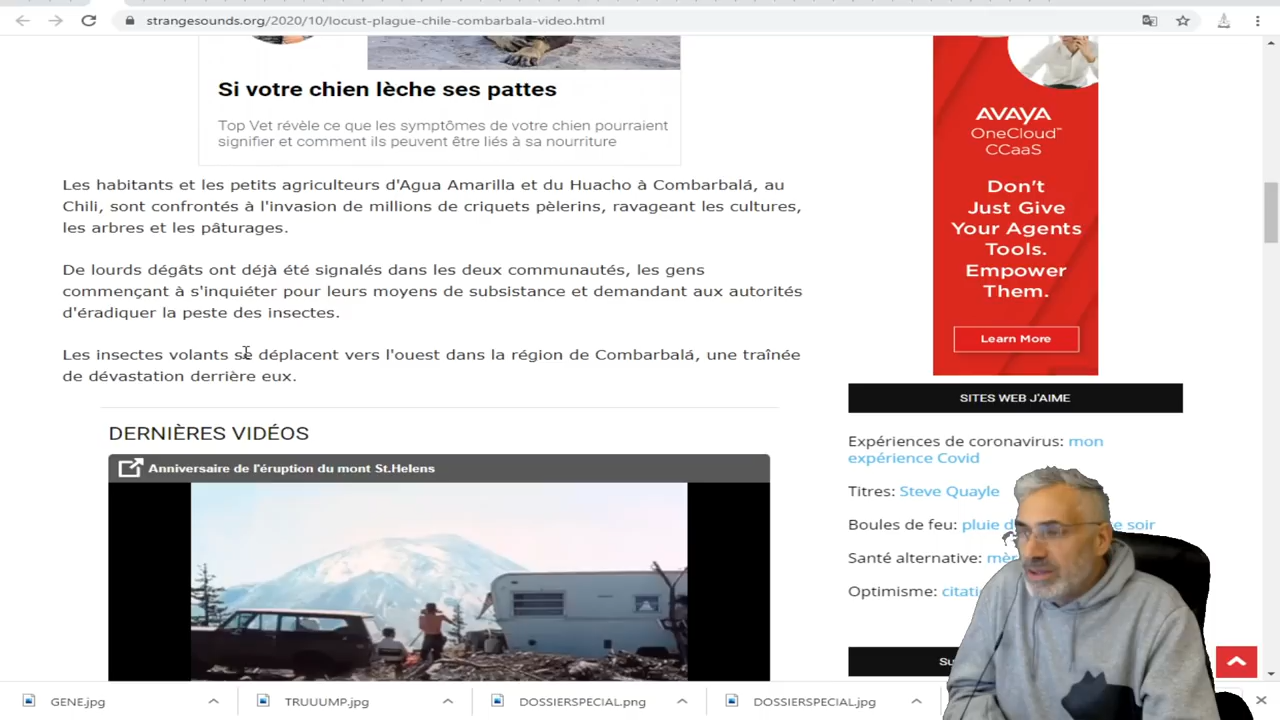 strangesounds.org/2020/10/locust-plague-chile-combarbala-video.html
Si votre chien lèche ses pattes
Top Vet révèle ce que les symptômes de votre chien pourraient
signifier et comment ils peuvent être liés à sa nourriture
Les habitants et les petits agriculteurs d'Agua Amarilla et du Huacho à Combarbalá, au
Chili, sont confrontés à l'invasion de millions de criquets pèlerins, ravageant les cultures,
les arbres et les pâturages.
De lourds dégâts ont déjà été signalés dans les deux communautés, les gens
commençant à s'inquiéter pour leurs moyens de subsistance et demandant aux autorités
d'éradiquer la peste des insectes.
Les insectes volants se déplacent vers l'ouest dans la région de Combarbalá, une traînée
de dévastation derrière eux.
DERNIÈRES VIDÉOS
Anniversaire de l'éruption du mont St.Helens
AVAYA
OneCloud™
CCaaS
Don't
Just Give
Your Agents
Tools.
Empower
Them.
Learn More
SITES WEB J'AIME
Expériences de coronavirus: mon
expérience Covid
Titres: Steve Quayle
Boules de feu: pluie ce soir
Santé alternative:
Optimisme:
GENE.jpg
TRUUUMP.jpg
DOSSIERSPECIAL.png
DOSSIERSPECIAL.jpg